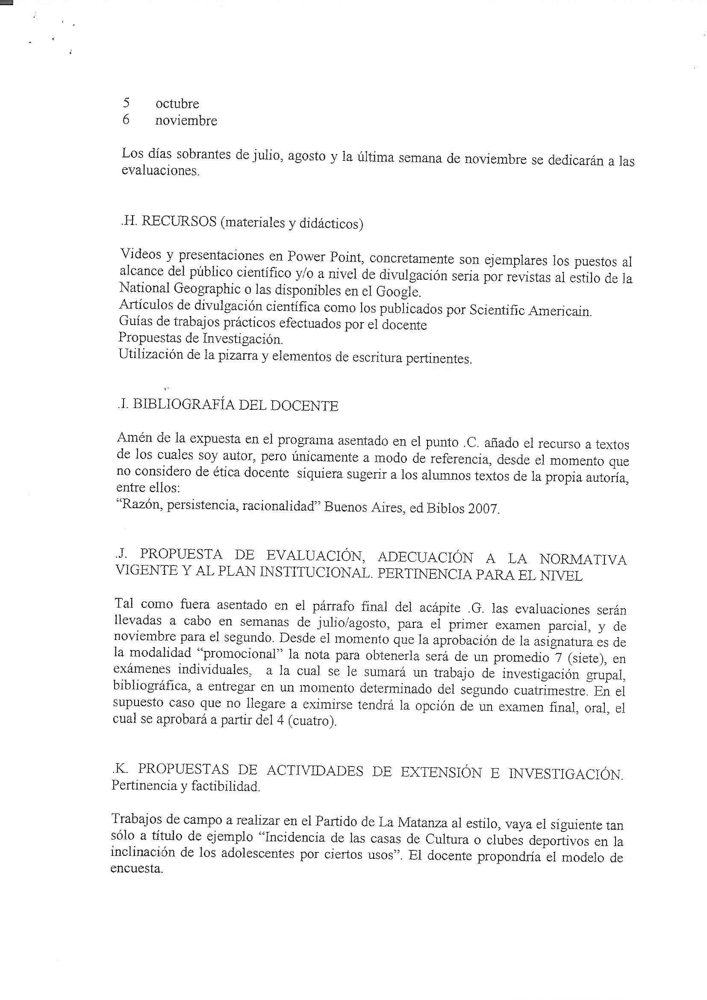 5 octubre
6 noviembre
Los días sobrantes de julio, agosto y la última semana de noviembre se dedicarán a las
evaluaciones.
.H. RECURSOS (materiales y didácticos)
Videos y presentaciones en Power Point, concretamente son ejemplares los puestos al
alcance del público científico y/o a nivel de divulgación seria por revistas al estilo de la
National Geographic o las disponibles en el Google.
Artículos de divulgación científica como los publicados por Scientific Americain.
Guías de trabajos prácticos efectuados por el docente
Propuestas de Investigación.
Utilización de la pizarra y elementos de escritura pertinentes.
.I. BIBLIOGRAFÍA DEL DOCENTE
Amén de la expuesta en el programa asentado en el punto .C. añado el recurso a textos
de los cuales soy autor, pero únicamente a modo de referencia, desde el momento que
no considero de ética docente siquiera sugerir a los alumnos textos de la propia autoría,
entre ellos:
“Razón, persistencia, racionalidad” Buenos Aires, ed Biblos 2007.
.J. PROPUESTA DE EVALUACIÓN, ADECUACIÓN A LA NORMATIVA
VIGENTE Y AL PLAN INSTITUCIONAL. PERTINENCIA PARA EL NIVEL
Tal como fuera asentado en el párrafo final del acápite .G. las evaluaciones serán
llevadas a cabo en semanas de julio/agosto, para el primer examen parcial, y de
noviembre para el segundo. Desde el momento que la aprobación de la asignatura es de
la modalidad “promocional” la nota para obtenerla será de un promedio 7 (siete), en
exámenes individuales, a la cual se le sumará un trabajo de investigación grupal,
bibliográfica, a entregar en un momento determinado del segundo cuatrimestre. En el
supuesto caso que no llegare a eximirse tendrá la opción de un examen final, oral, el
cual se aprobará a partir del 4 (cuatro).
.K. PROPUESTAS DE ACTIVIDADES DE EXTENSIÓN E INVESTIGACIÓN.
Pertinencia y factibilidad.
Trabajos de campo a realizar en el Partido de La Matanza al estilo, vaya el siguiente tan
sólo a título de ejemplo “Incidencia de las casas de Cultura o clubes deportivos en la
inclinación de los adolescentes por ciertos usos”. El docente propondría el modelo de
encuesta.